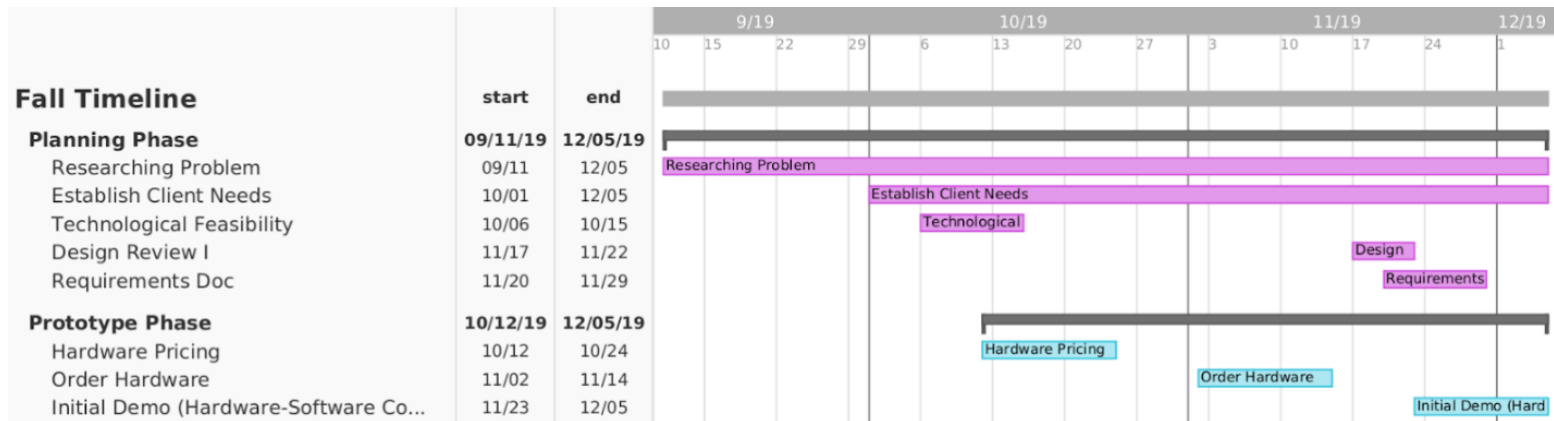 9/19 10/19 11/19 12/19
10 15 22 29 6 13 20 27 3 10 17 24 1
Fall Timeline start end
Planning Phase 09/11/19 12/05/19
Researching Problem 09/11 12/05 Researching Problem
Establish Client Needs 10/01 12/05 Establish Client Needs
Technological Feasibility 10/06 10/15 Technological
Design Review I 11/17 11/22 Design
Requirements Doc 11/20 11/29 Requirements
Prototype Phase 10/12/19 12/05/19
Hardware Pricing 10/12 10/24 Hardware Pricing
Order Hardware 11/02 11/14 Order Hardware
Initial Demo (Hardware-Software Co... 11/23 12/05 Initial Demo (Hard